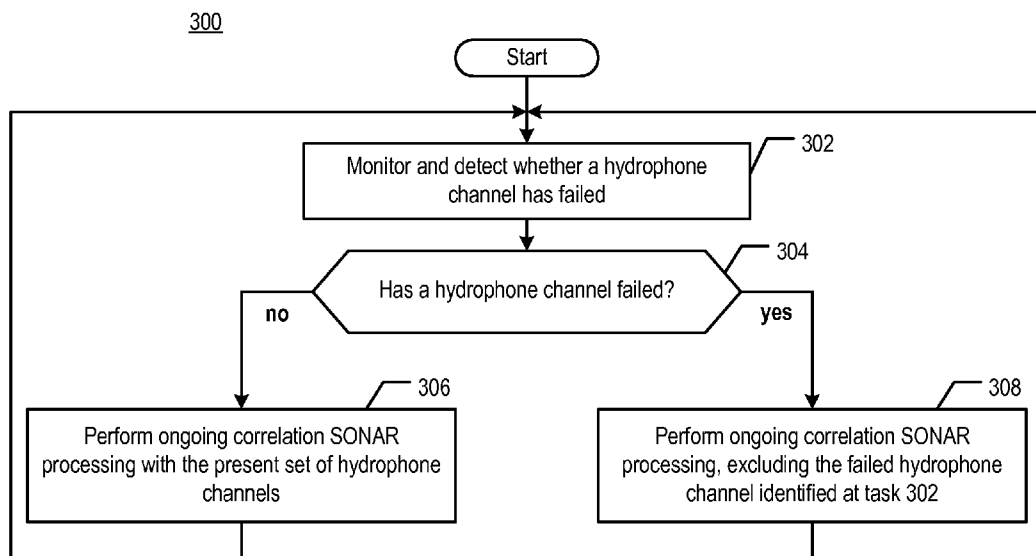 300
Start
302
Monitor and detect whether a hydrophone
channel has failed
304
Has a hydrophone channel failed?
no
yes
306
Perform ongoing correlation SONAR
processing with the present set of hydrophone
channels
308
Perform ongoing correlation SONAR
processing, excluding the failed hydrophone
channel identified at task 302